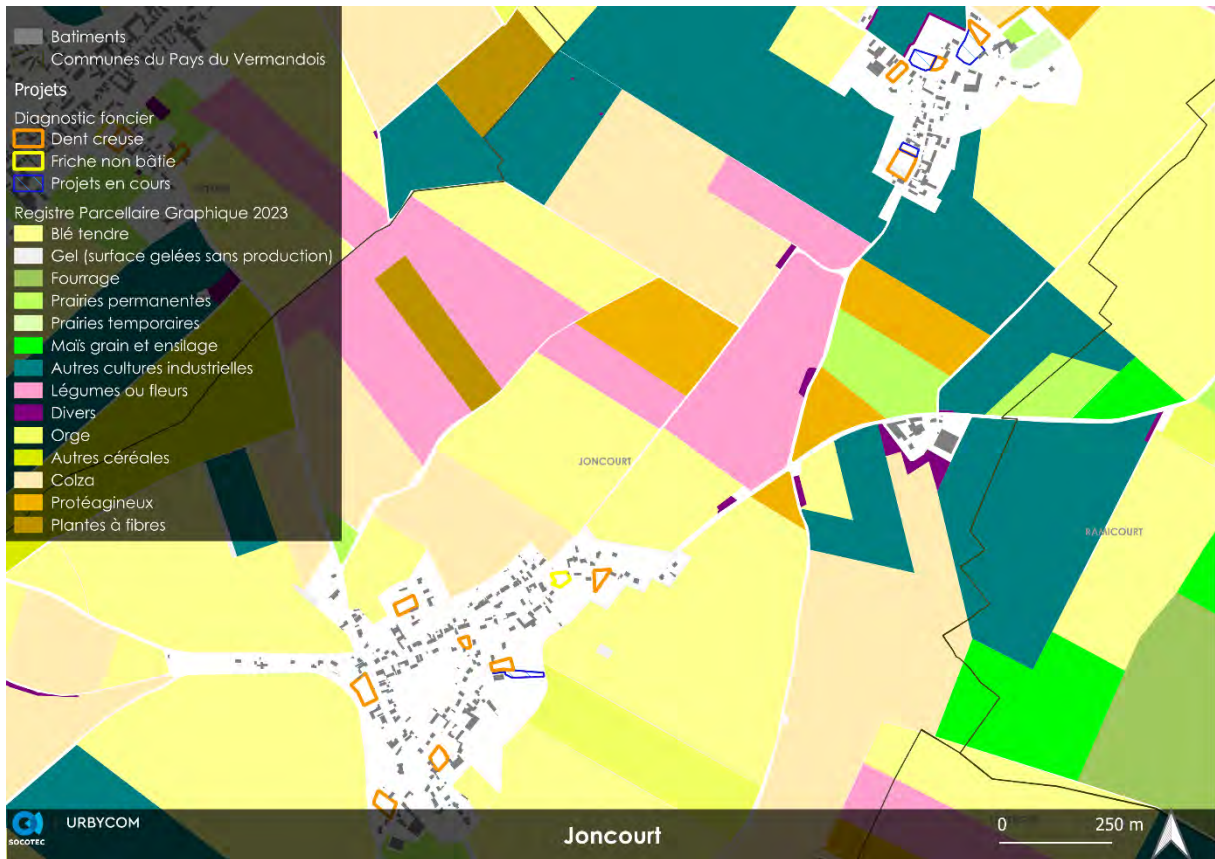 Batiments
Communes du Pays du Vermandois
Projets
Diagnostic foncier
Dent creuse
Friche non bâtie
Projets en cours
Registre Parcellaire Graphique 2023
Blé tendre
Gel (surface gelées sans production)
Fourrage
Prairies permanentes
Prairies temporaires
Maïs grain et ensilage
Autres cultures industrielles
Légumes ou fleurs
Divers
Orge
Autres céréales
Colza
Protéagineux
Plantes à fibres
JONCOURT
RAMICOURT
SOCOTEC
URBYCOM
Joncourt
0 250 m